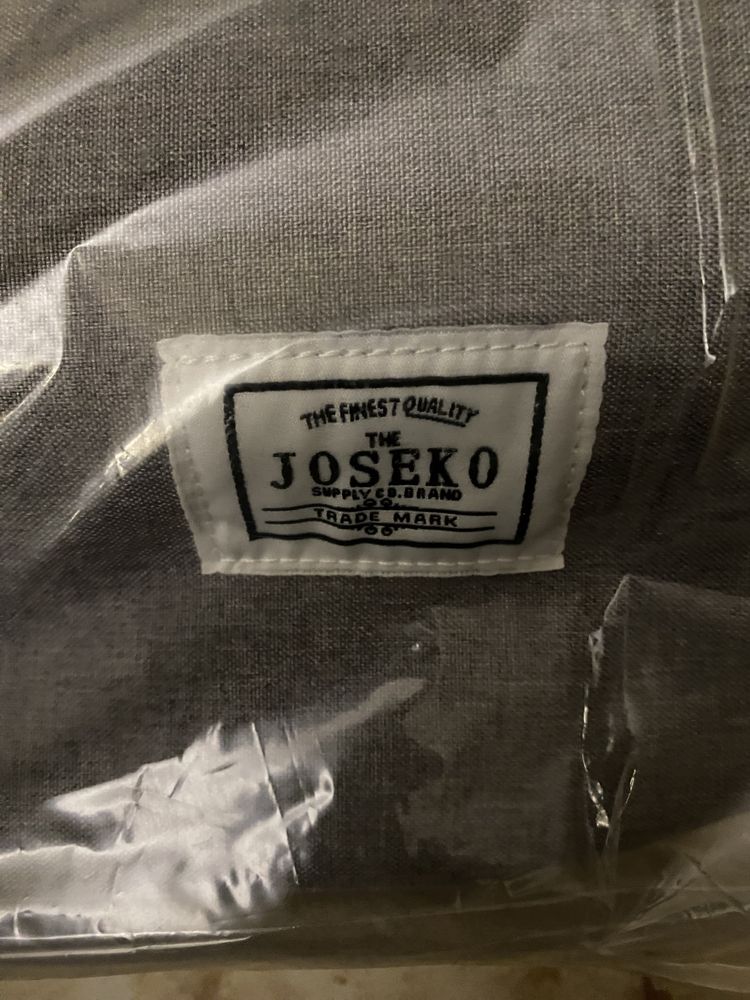 THE FINEST QUALITY
THE
JOSEKO
SUPPLY CO. BRAND
TRADE MARK